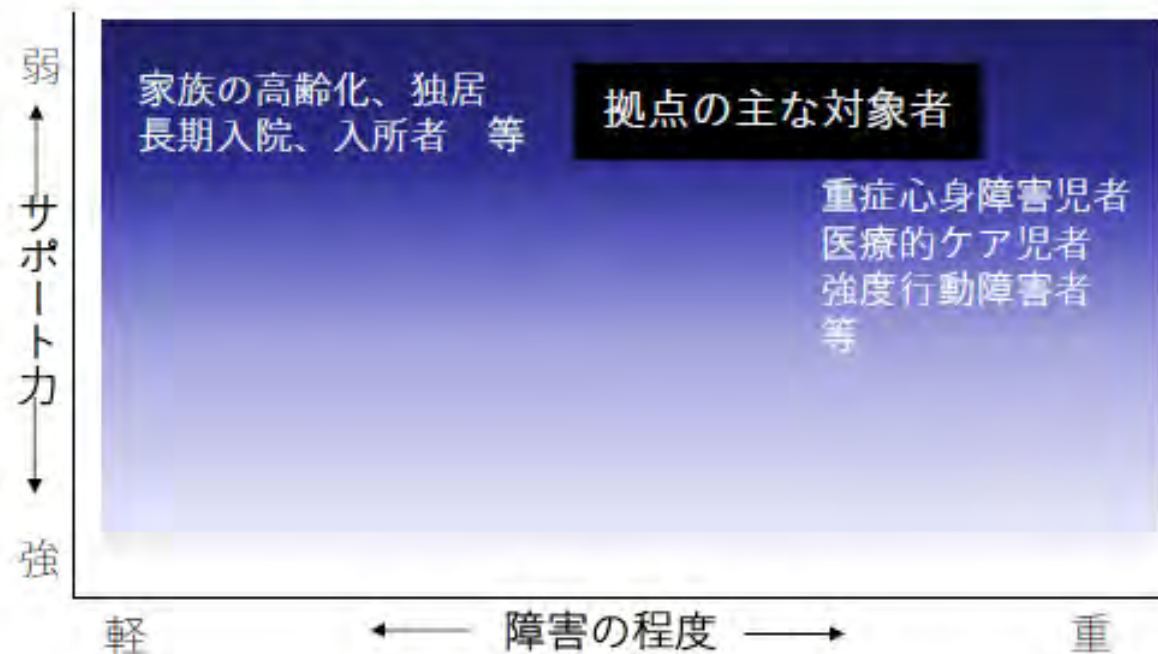 弱
サポート力
強
家族の高齢化、独居
長期入院、入所者　等
拠点の主な対象者
重症心身障害児者
医療的ケア児者
強度行動障害者
等
軽
障害の程度
重